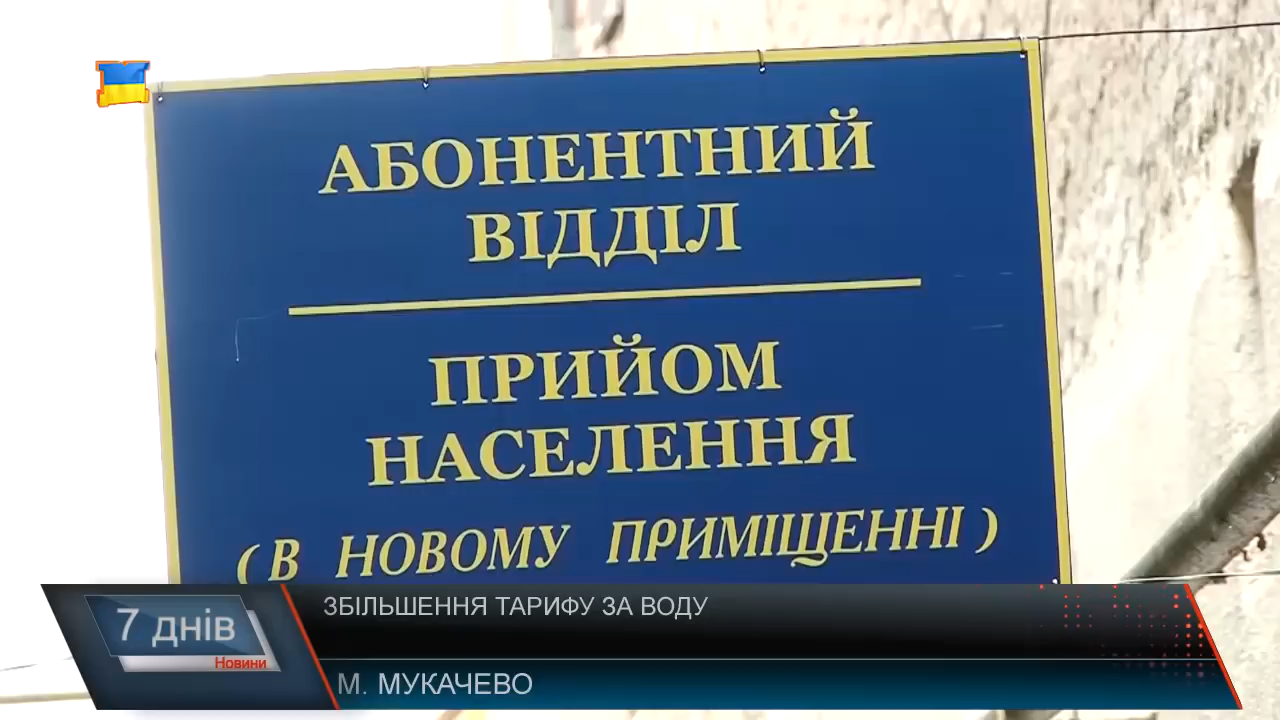 АБОНЕНТНИЙ
ВІДДІЛ
ПРИЙОМ
НАСЕЛЕННЯ
( В НОВОМУ ПРИМІЩЕННІ )
7 днів
Новини
ЗБІЛЬШЕННЯ ТАРИФУ ЗА ВОДУ
М. МУКАЧЕВО